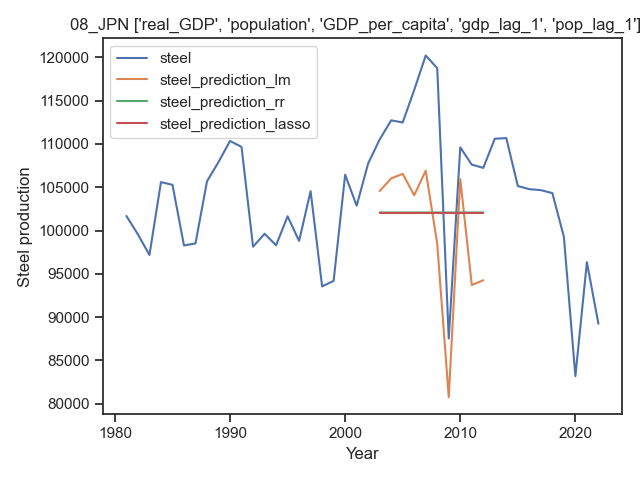 08_JPN ['real_GDP', 'population', 'GDP_per_capita', 'gdp_lag_1', 'pop_lag_1']
steel
steel_prediction_lm
steel_prediction_rr
steel_prediction_lasso
120000
115000
110000
105000
100000
95000
90000
85000
80000
Steel production
1980 1990 2000 2010 2020
Year